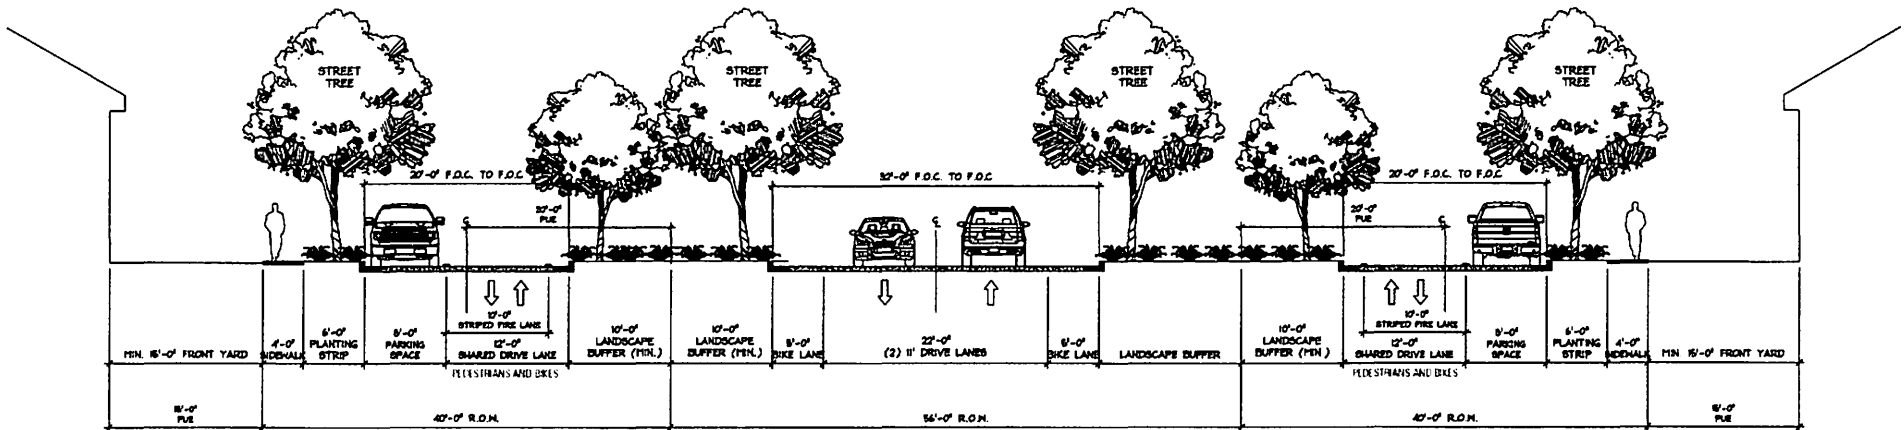 STREET
TREE
STREET
TREE
STREET
TREE
STREET
TREE
20'-0" F.O.C. TO F.O.C
32'-0" F.O.C. TO F.O.C
20'-0" F.O.C. TO F.O.C
20'-0"
PUE
20'-0"
PUE
10'-0"
STRIPED FIRE LANE
10'-0"
STRIPED FIRE LANE
MIN. 15'-0" FRONT YARD
4'-0"
SIDEWALK
6'-0"
PLANTING
STRIP
8'-0"
PARKING
SPACE
12'-0"
SHARED DRIVE LANE
PEDESTRIANS AND BIKES
10'-0"
LANDSCAPE
BUFFER (MIN.)
10'-0"
LANDSCAPE
BUFFER (MIN.)
5'-0"
BIKE LANE
22'-0"
(2) 11' DRIVE LANES
5'-0"
BIKE LANE
LANDSCAPE BUFFER
10'-0"
LANDSCAPE
BUFFER (MIN)
12'-0"
SHARED DRIVE LANE
PEDESTRIANS AND BIKES
8'-0"
PARKING
SPACE
6'-0"
PLANTING
STRIP
4'-0"
SIDEWALK
MIN 15'-0" FRONT YARD
15'-0"
PUE
40'-0" R.O.W.
56'-0" R.O.W.
40'-0" R.O.W.
15'-0"
PUE